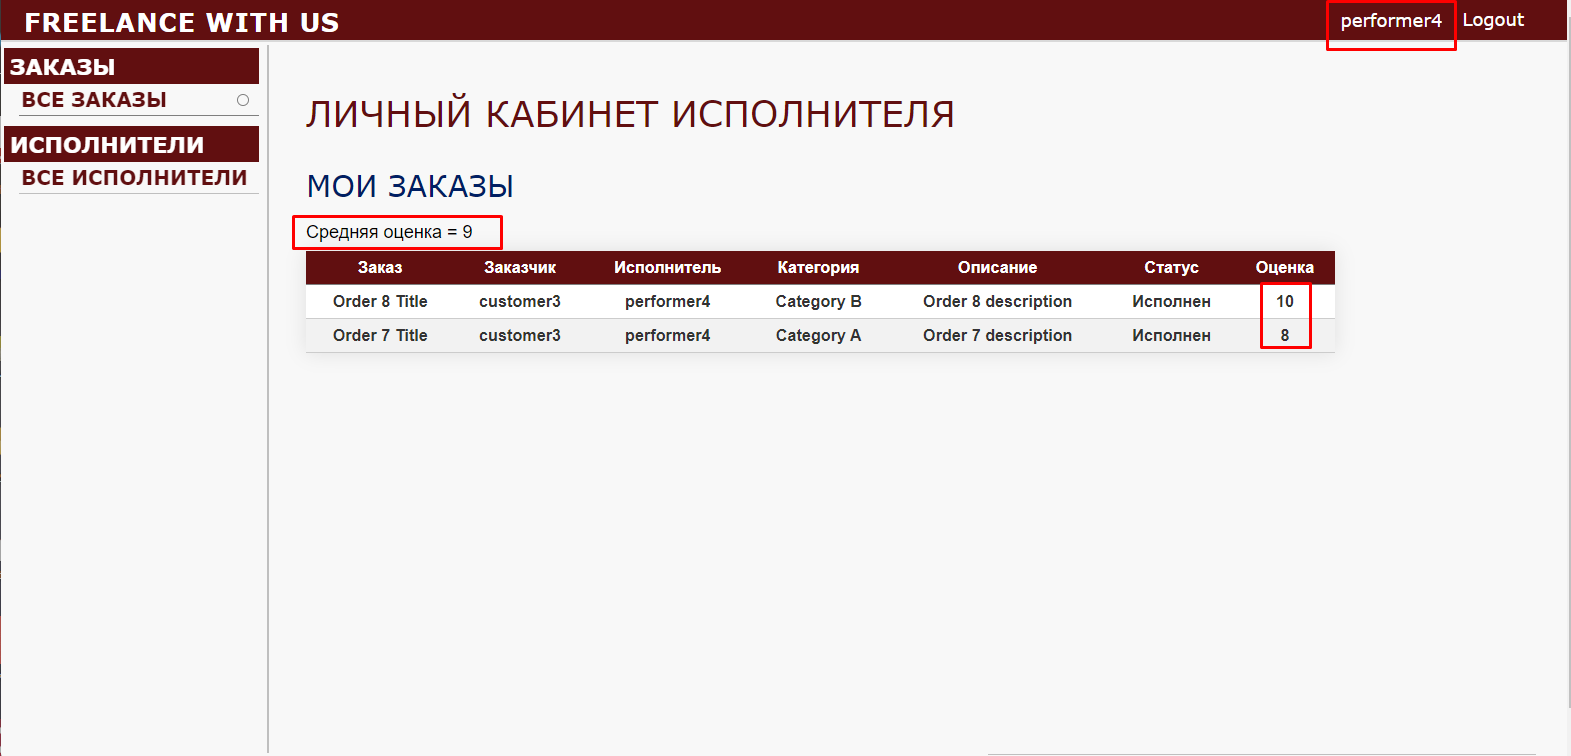 FREELANCE WITH US
performer4 Logout
ЗАКАЗЫ
ВСЕ ЗАКАЗЫ
ИСПОЛНИТЕЛИ
ВСЕ ИСПОЛНИТЕЛИ
ЛИЧНЫЙ КАБИНЕТ ИСПОЛНИТЕЛЯ
МОИ ЗАКАЗЫ
Средняя оценка = 9
Заказ Заказчик Исполнитель Категория Описание Статус Оценка
Order 8 Title customer3 performer4 Category B Order 8 description Исполнен 10
Order 7 Title customer3 performer4 Category A Order 7 description Исполнен 8